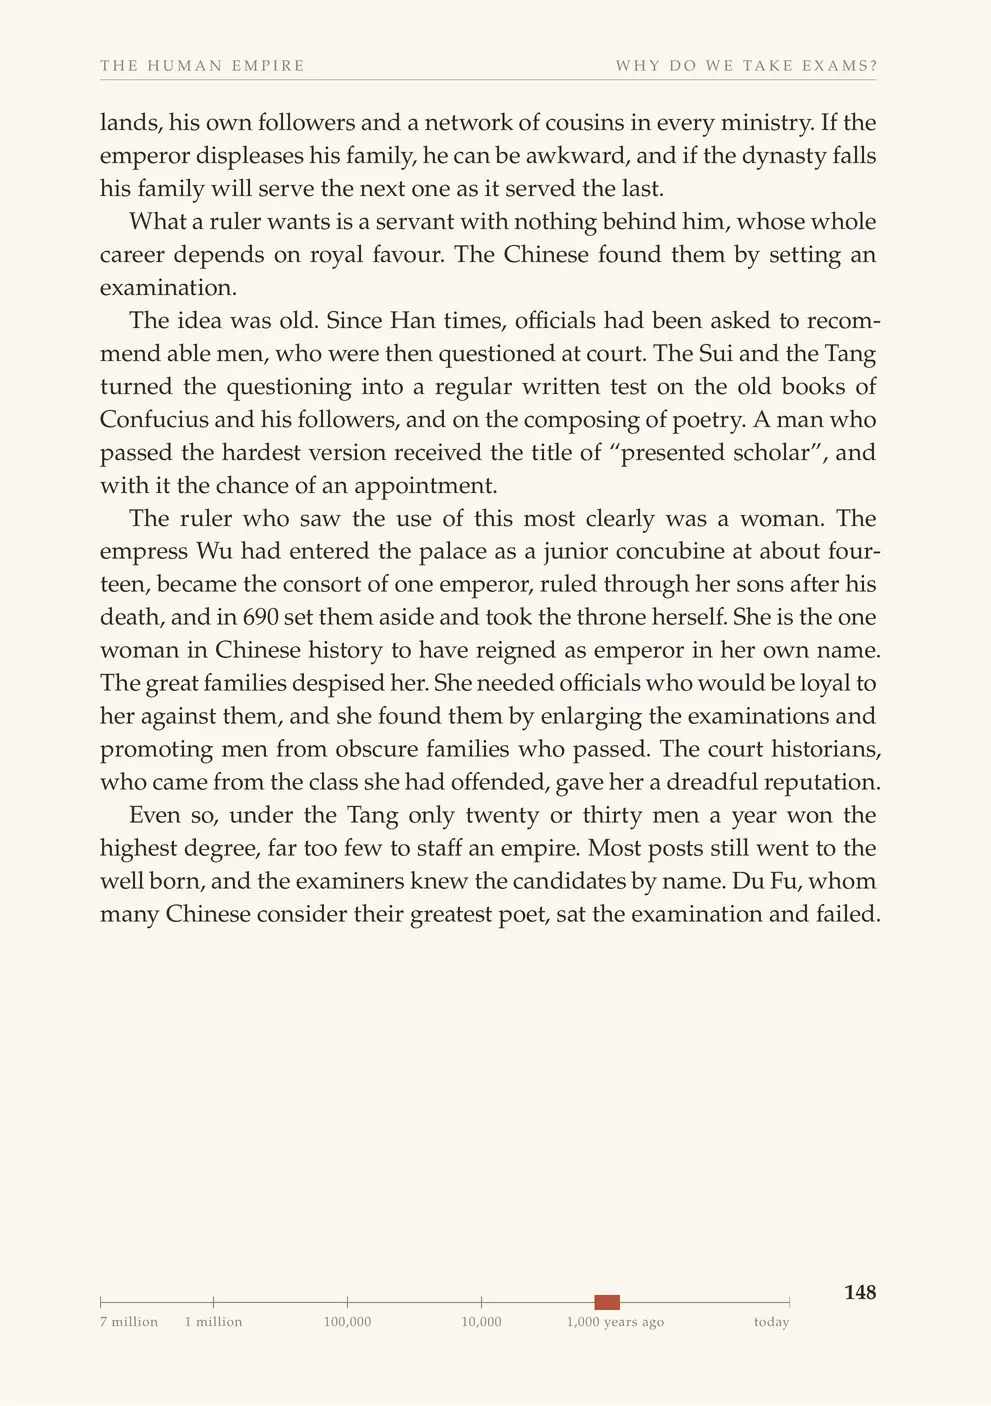 THE HUMAN EMPIRE
WHY DO WE TAKE EXAMS?
lands, his own followers and a network of cousins in every ministry. If the
emperor displeases his family, he can be awkward, and if the dynasty falls
his family will serve the next one as it served the last.
What a ruler wants is a servant with nothing behind him, whose whole
career depends on royal favour. The Chinese found them by setting an
examination.
The idea was old. Since Han times, officials had been asked to recom-
mend able men, who were then questioned at court. The Sui and the Tang
turned the questioning into a regular written test on the old books of
Confucius and his followers, and on the composing of poetry. A man who
passed the hardest version received the title of “presented scholar”, and
with it the chance of an appointment.
The ruler who saw the use of this most clearly was a woman. The
empress Wu had entered the palace as a junior concubine at about four-
teen, became the consort of one emperor, ruled through her sons after his
death, and in 690 set them aside and took the throne herself. She is the one
woman in Chinese history to have reigned as emperor in her own name.
The great families despised her. She needed officials who would be loyal to
her against them, and she found them by enlarging the examinations and
promoting men from obscure families who passed. The court historians,
who came from the class she had offended, gave her a dreadful reputation.
Even so, under the Tang only twenty or thirty men a year won the
highest degree, far too few to staff an empire. Most posts still went to the
well born, and the examiners knew the candidates by name. Du Fu, whom
many Chinese consider their greatest poet, sat the examination and failed.
148
7 million 1 million 100,000 10,000 1,000 years ago today